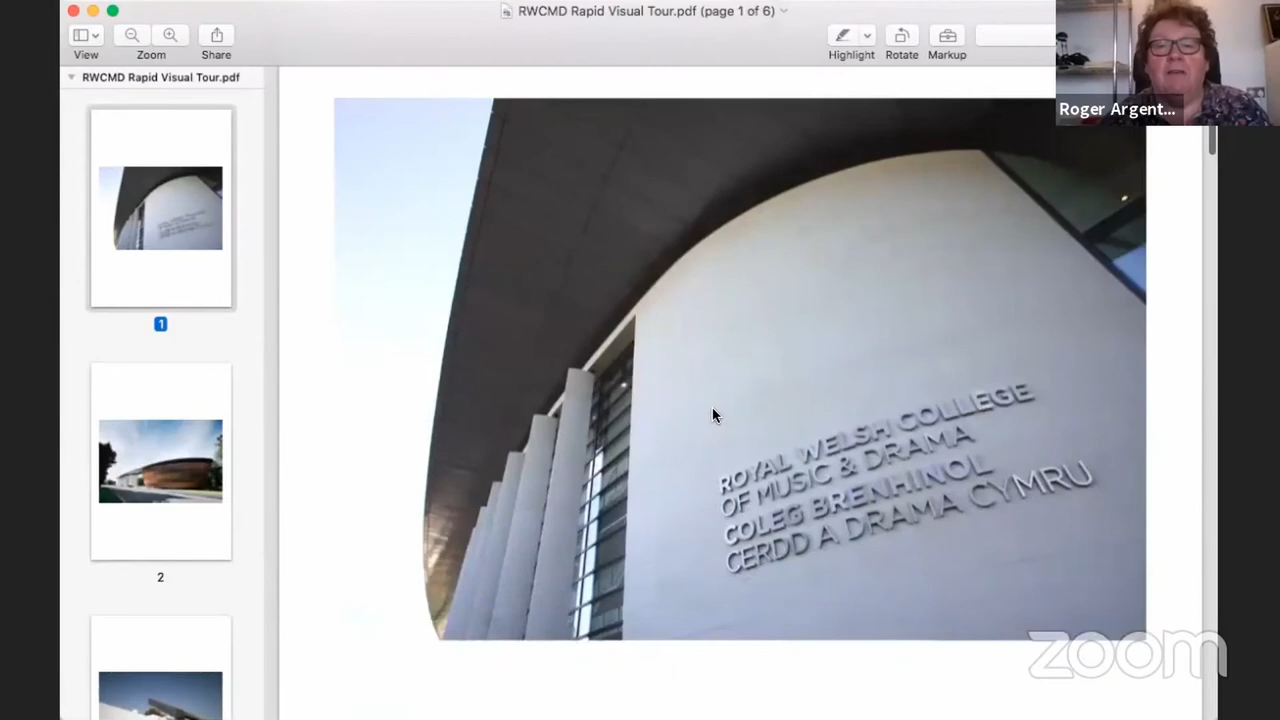 RWCMD Rapid Visual Tour.pdf (page 1 of 6)
View
Zoom
Share
Highlight
Rotate
Markup
RWCMD Rapid Visual Tour.pdf
1
2
Roger Argent...
ROYAL WELSH COLLEGE
OF MUSIC & DRAMA
COLEG BRENHINOL
CERDD A DRAMA CYMRU
zoom